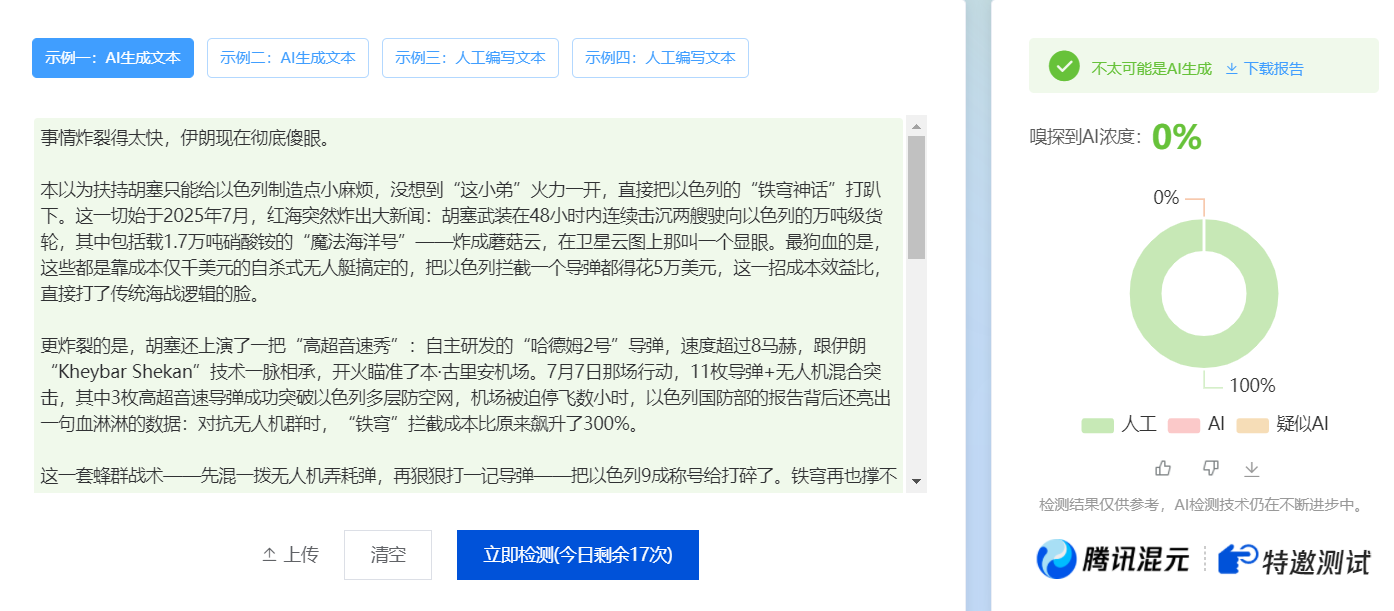 示例一：AI生成文本
示例二：AI生成文本
示例三：人工编写文本
示例四：人工编写文本
事情炸裂得太快，伊朗现在彻底傻眼。
本以为扶持胡塞只能给以色列制造点小麻烦，没想到“这小弟”火力一开，直接把以色列的“铁穹神话”打趴
下。这一切始于2025年7月，红海突然炸出大新闻：胡塞武装在48小时内连续击沉两艘驶向以色列的万吨级货
轮，其中包括载1.7万吨硝酸铵的“魔法海洋号”——炸成蘑菇云，在卫星云图上那叫一个显眼。最狗血的是，
这些都是靠成本仅千美元的自杀式无人艇搞定的，把以色列拦截一个导弹都得花5万美元，这一招成本效益比，
直接打了传统海战逻辑的脸。
更炸裂的是，胡塞还上演了一把“高超音速秀”：自主研发的“哈德姆2号”导弹，速度超过8马赫，跟伊朗
“Kheybar Shekan”技术一脉相承，开火瞄准了本·古里安机场。7月7日那场行动，11枚导弹+无人机混合突
击，其中3枚高超音速导弹成功突破以色列多层防空网，机场被迫停飞数小时，以色列国防部的报告背后还亮出
一句血淋淋的数据：对抗无人机群时，“铁穹”拦截成本比原来飙升了300%。
这一套蜂群战术——先混一拨无人机弄耗弹，再狠狠打一记导弹——把以色列9成称号给打碎了。铁穹再也撑不
上传
清空
立即检测(今日剩余17次)
不太可能是AI生成
下载报告
嗅探到AI浓度：0%
0%
100%
人工
AI
疑似AI
检测结果仅供参考，AI检测技术仍在不断进步中。
腾讯混元
特邀测试